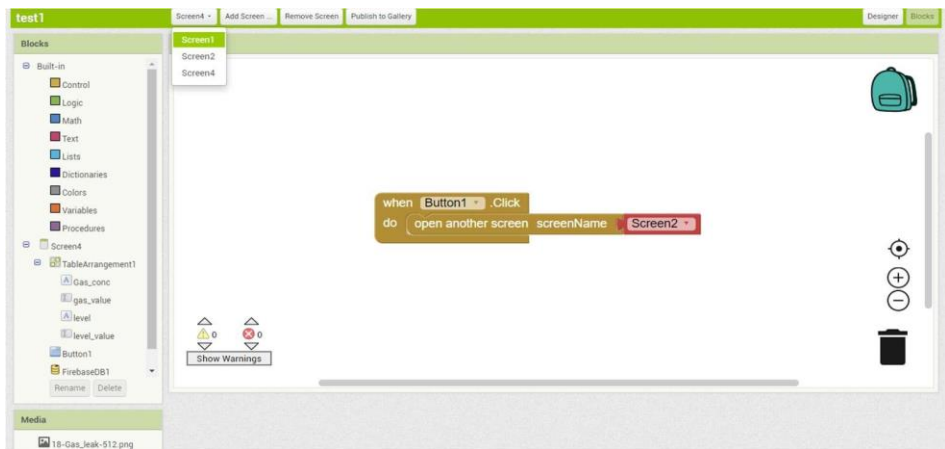 test1
Screen4
Add Screen ...
Remove Screen
Publish to Gallery
Designer
Blocks
Screen1
Screen2
Screen4
Blocks
Built-in
Control
Logic
Math
Text
Lists
Dictionaries
Colors
Variables
Procedures
Screen4
TableArrangement1
A Gas_conc
gas_value
A level
level_value
Button1
FirebaseDB1
Rename Delete
when Button1 .Click
do open another screen screenName Screen2
0 0
Show Warnings
Media
18-Gas_leak-512.png